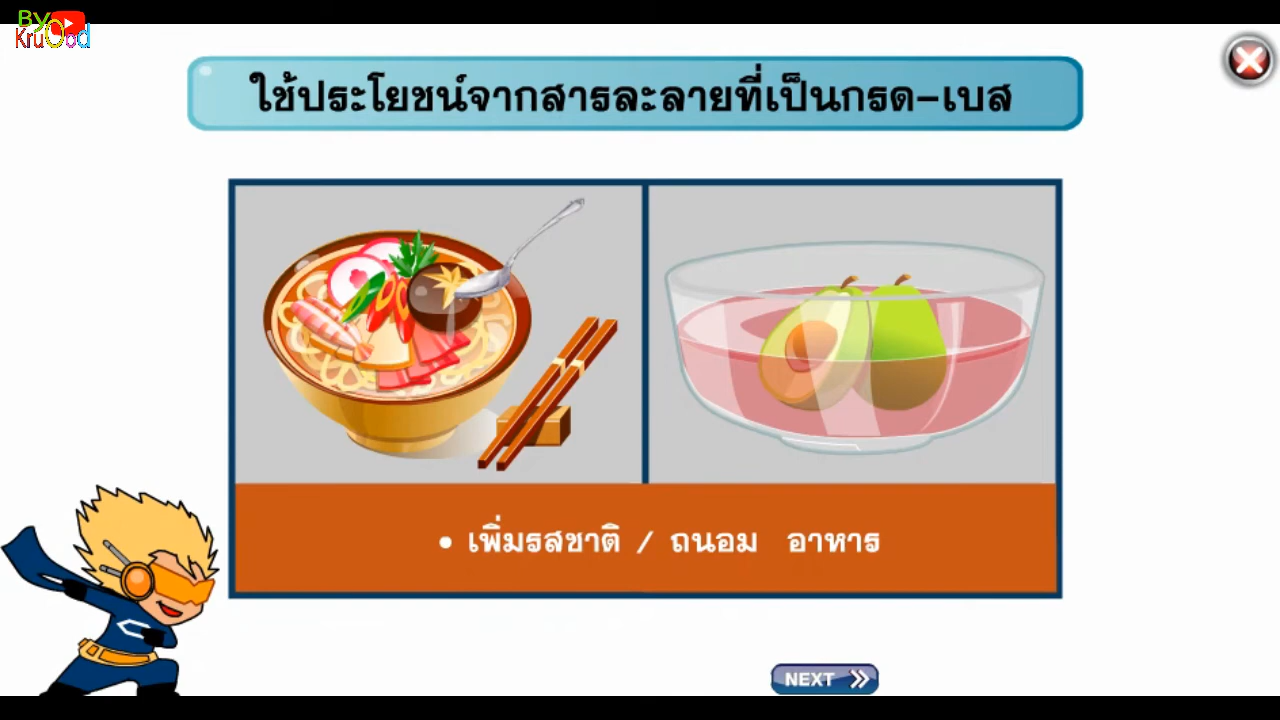 By
KruOod
ใช้ประโยชน์จากสารละลายที่เป็นกรด-เบส
• เพิ่มรสชาติ / ถนอม อาหาร
NEXT